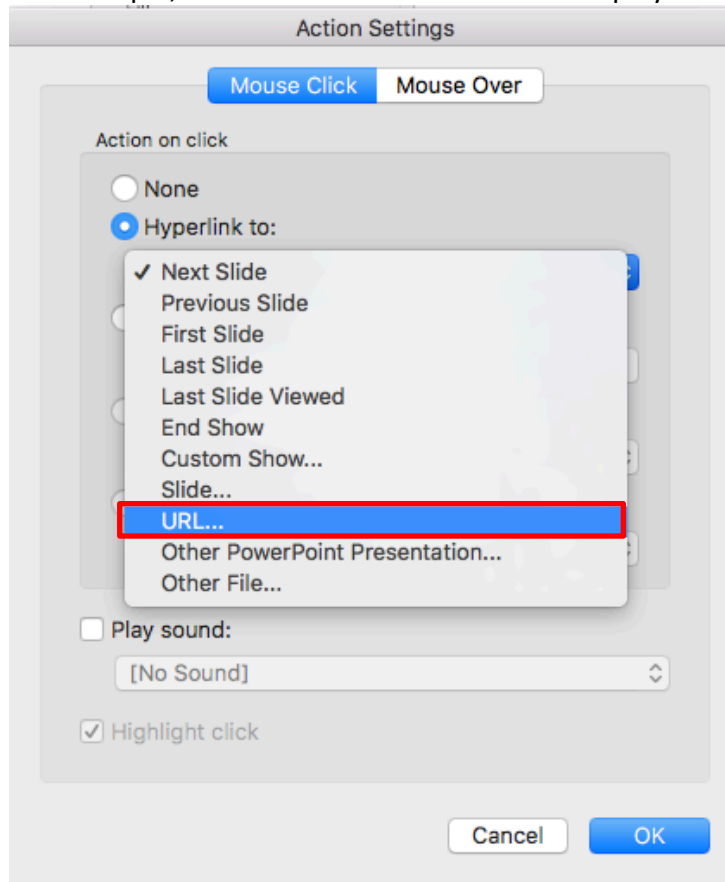 Action Settings
Mouse Click Mouse Over
Action on click
None
Hyperlink to:
✓ Next Slide
Previous Slide
First Slide
Last Slide
Last Slide Viewed
End Show
Custom Show...
Slide...
URL...
Other PowerPoint Presentation...
Other File...
Play sound:
[No Sound]
Highlight click
Cancel OK